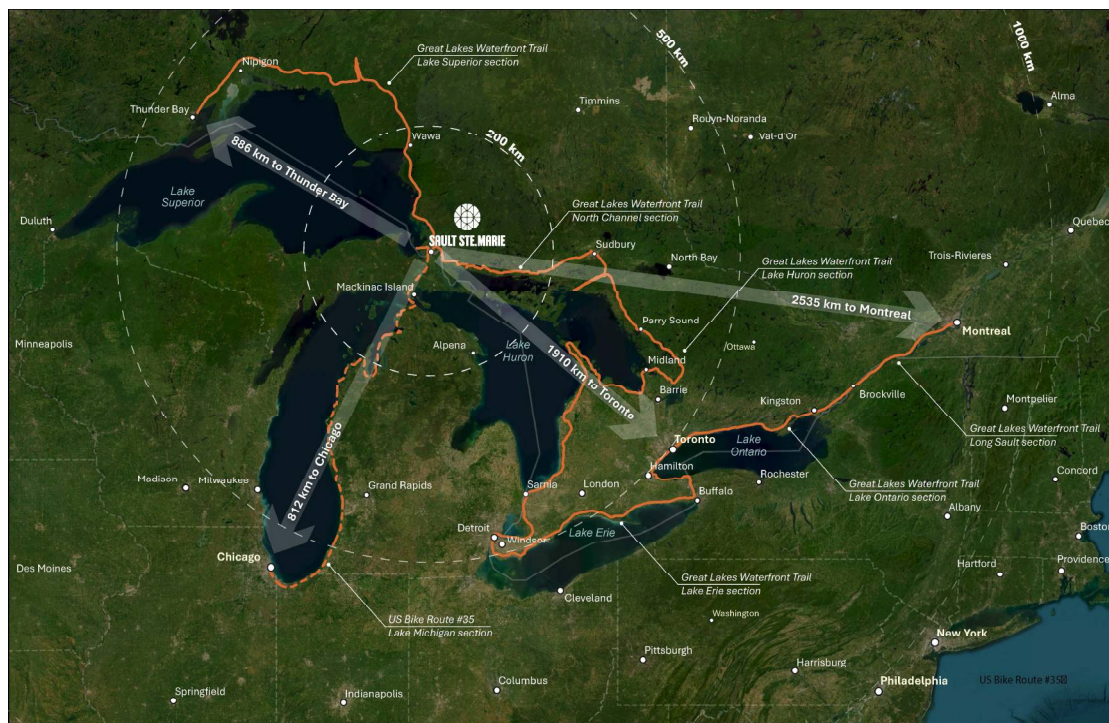 Great Lakes Waterfront Trail
Lake Superior section
500 km
1000 km
Nipigon
Thunder Bay
Timmins
Alma
Rouyn-Noranda
Val-d'Or
Wawa
200 km
886 km to Thunder Bay
Lake
Superior
Great Lakes Waterfront Trail
North Channel section
Duluth
SAULT STE.MARIE
Quebec
Sudbury
North Bay
Great Lakes Waterfront Trail
Lake Huron section
Trois-Rivieres
Mackinac Island
2535 km to Montreal
Montreal
Minneapolis
Alpena
Lake
Huron
Parry Sound
Ottawa
1910 km to Toronto
Midland
Barrie
Kingston
Brockville
Montpelier
Great Lakes Waterfront Trail
Long Sault section
812 km to Chicago
Toronto
Lake
Ontario
Hamilton
Rochester
Concord
Great Lakes Waterfront Trail
Lake Ontario section
Madison
Milwaukee
Grand Rapids
Sarnia
London
Buffalo
Albany
Boston
Detroit
Windsor
Lake Erie
Chicago
Des Moines
Great Lakes Waterfront Trail
Lake Erie section
Hartford
Providence
Cleveland
US Bike Route #35
Lake Michigan section
Washington
New York
Pittsburgh
Harrisburg
Springfield
Indianapolis
Columbus
Philadelphia
US Bike Route #35